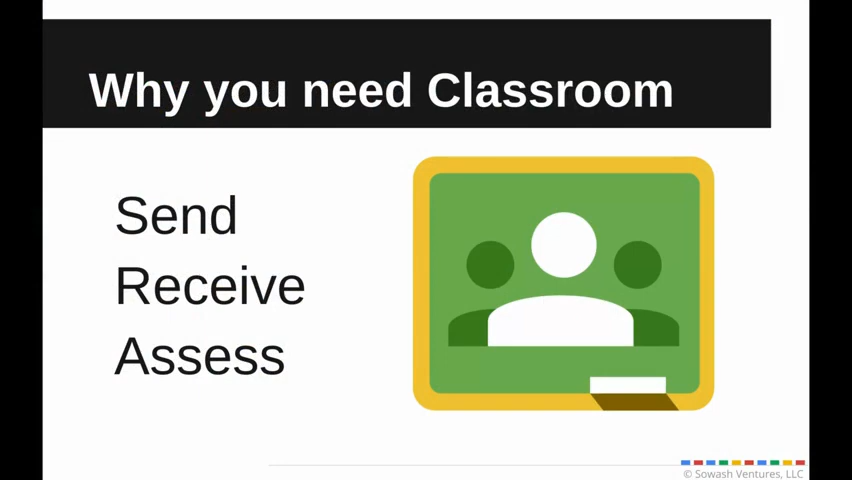 Why you need Classroom
Send
Receive
Assess
© Sowash Ventures, LLC